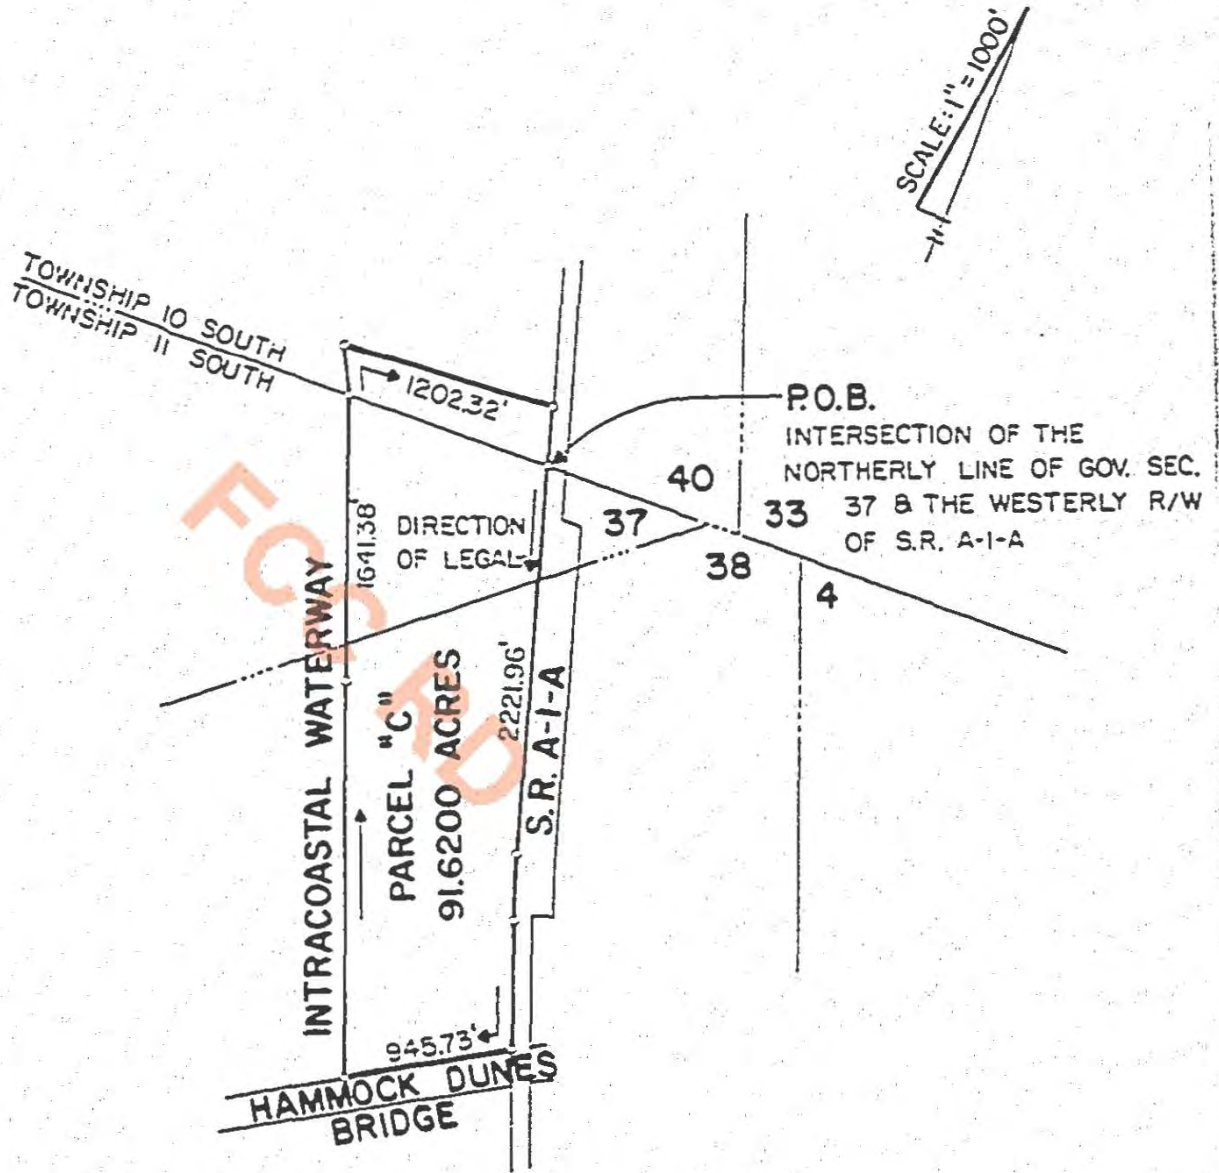 SCALE: 1" = 1000'
-N-
TOWNSHIP 10 SOUTH
TOWNSHIP 11 SOUTH
1202.32'
P.O.B.
INTERSECTION OF THE
NORTHERLY LINE OF GOV. SEC.
37 & THE WESTERLY R/W
OF S.R. A-1-A
40
37
33
38
4
DIRECTION
OF LEGAL
1641.38'
INTRACOASTAL WATERWAY
PARCEL "C"
91.6200 ACRES
2221.96'
S.R. A-1-A
945.73'
HAMMOCK DUNES
BRIDGE